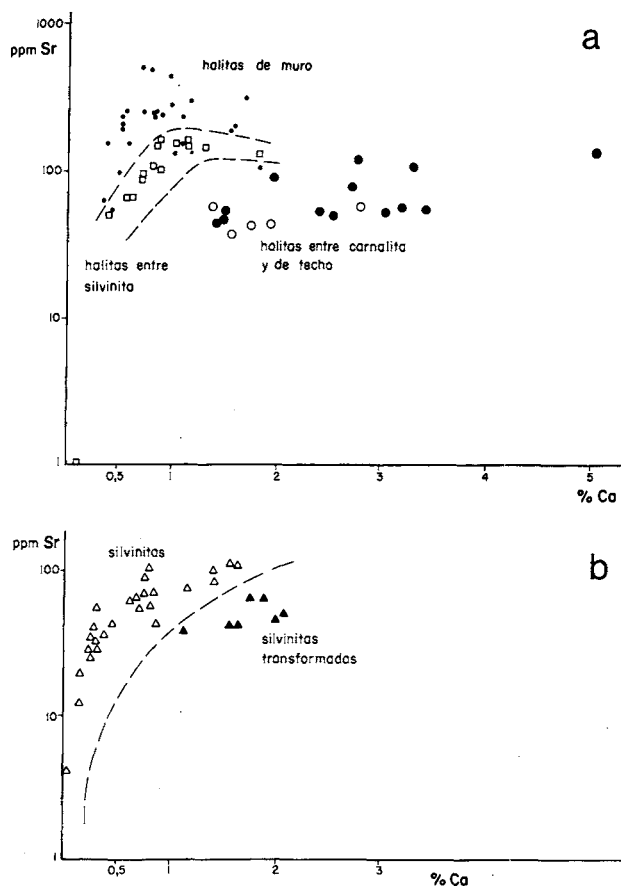 1000
a
ppm Sr
halitas de muro
100
halitas entre
silvinita
halitas entre carnalita
y de techo
10
1
0,5
1
2
3
4
5
% Ca
ppm Sr
silvinitas
b
100
silvinitas
transformadas
10
1
0,5
1
2
3
% Ca